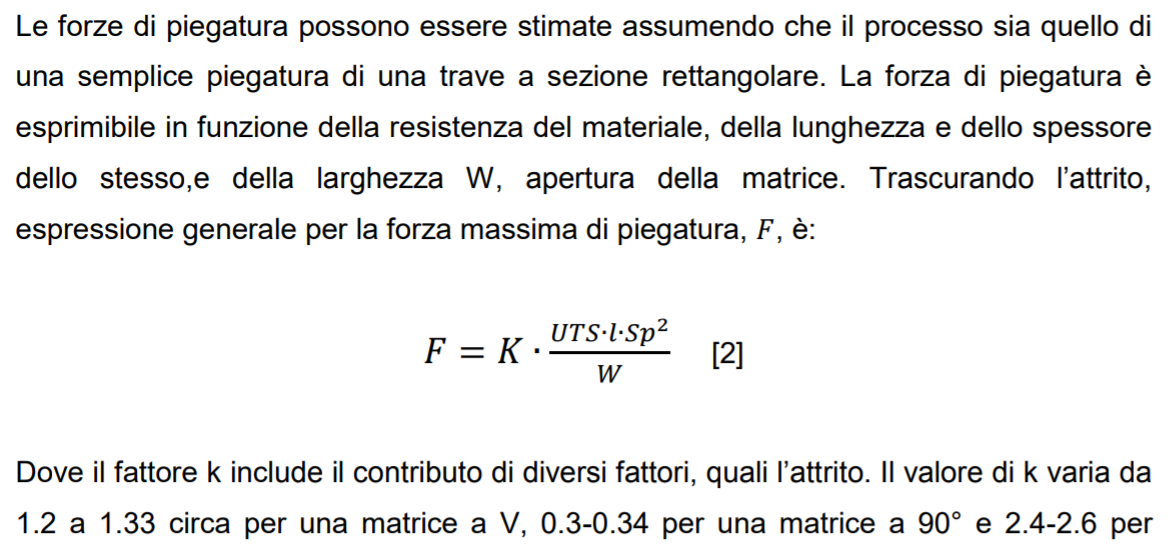 Le forze di piegatura possono essere stimate assumendo che il processo sia quello di
una semplice piegatura di una trave a sezione rettangolare. La forza di piegatura è
esprimibile in funzione della resistenza del materiale, della lunghezza e dello spessore
dello stesso,e della larghezza W, apertura della matrice. Trascurando l'attrito,
espressione generale per la forza massima di piegatura, F, è:
F = K · UTS·l·Sp² / W [2]
Dove il fattore k include il contributo di diversi fattori, quali l'attrito. Il valore di k varia da
1.2 a 1.33 circa per una matrice a V, 0.3-0.34 per una matrice a 90° e 2.4-2.6 per